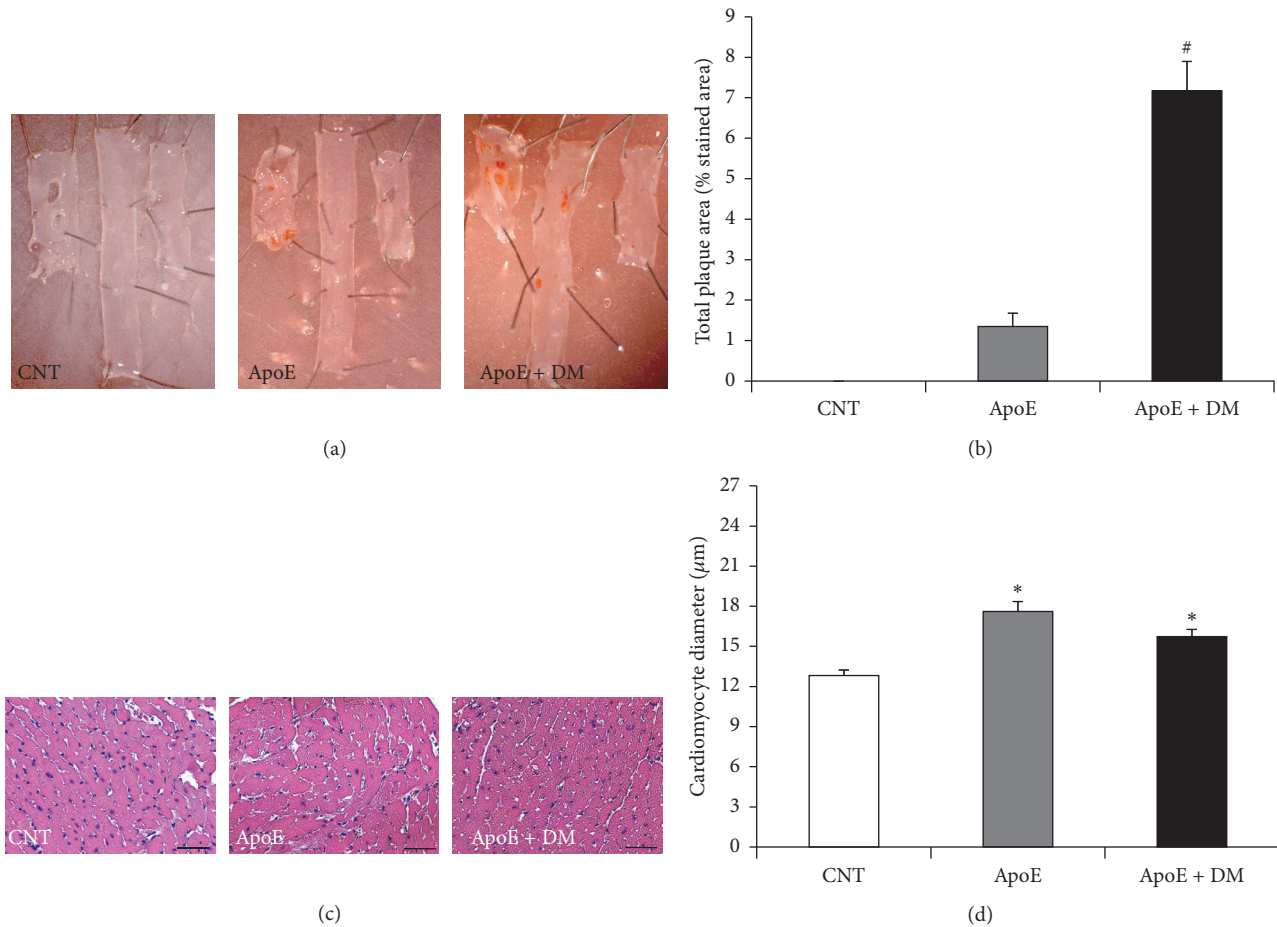 CNT
ApoE
ApoE + DM
(a)
Total plaque area (% stained area)
9
8
7
6
5
4
3
2
1
0
#
CNT
ApoE
ApoE + DM
(b)
CNT
ApoE
ApoE + DM
(c)
Cardiomyocyte diameter (μm)
27
24
21
18
15
12
9
6
3
0
*
*
CNT
ApoE
ApoE + DM
(d)